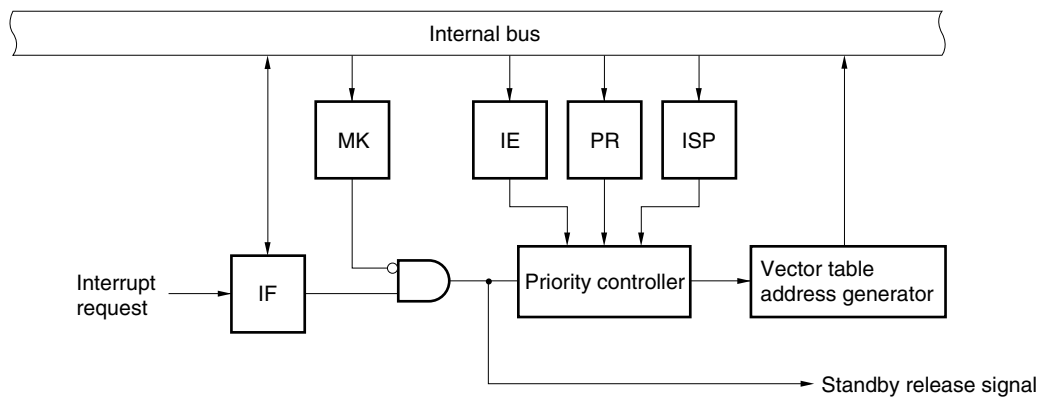 Internal bus
MK
IE
PR
ISP
Interrupt
request
IF
Priority controller
Vector table
address generator
Standby release signal